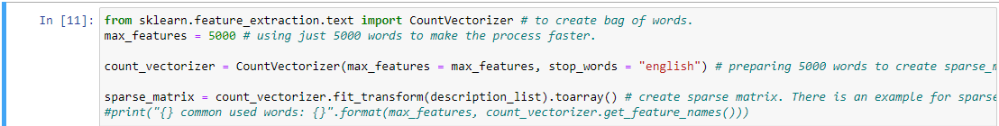 In [11]: from sklearn.feature_extraction.text import CountVectorizer # to create bag of words.
max_features = 5000 # using just 5000 words to make the process faster.
count_vectorizer = CountVectorizer(max_features = max_features, stop_words = "english") # preparing 5000 words to create sparse_
sparse_matrix = count_vectorizer.fit_transform(description_list).toarray() # create sparse matrix. There is an example for sparse
#print("{} common used words: {}".format(max_features, count_vectorizer.get_feature_names()))